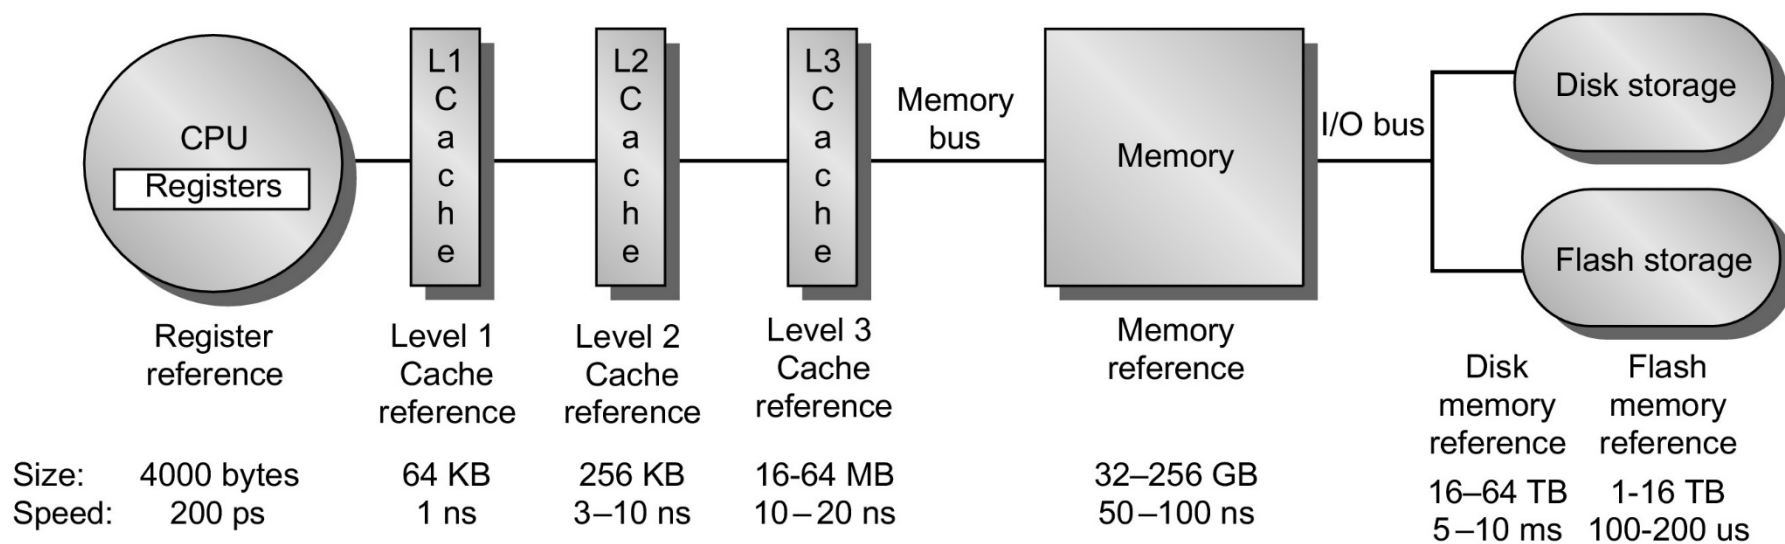 CPU
Registers
L1
C
a
c
h
e
L2
C
a
c
h
e
L3
C
a
c
h
e
Memory
bus
Memory
I/O bus
Disk storage
Flash storage
Register
reference
Level 1
Cache
reference
Level 2
Cache
reference
Level 3
Cache
reference
Memory
reference
Disk
memory
reference
Flash
memory
reference
Size: 4000 bytes 64 KB 256 KB 16-64 MB 32–256 GB 16–64 TB 1-16 TB
Speed: 200 ps 1 ns 3–10 ns 10–20 ns 50–100 ns 5–10 ms 100-200 us